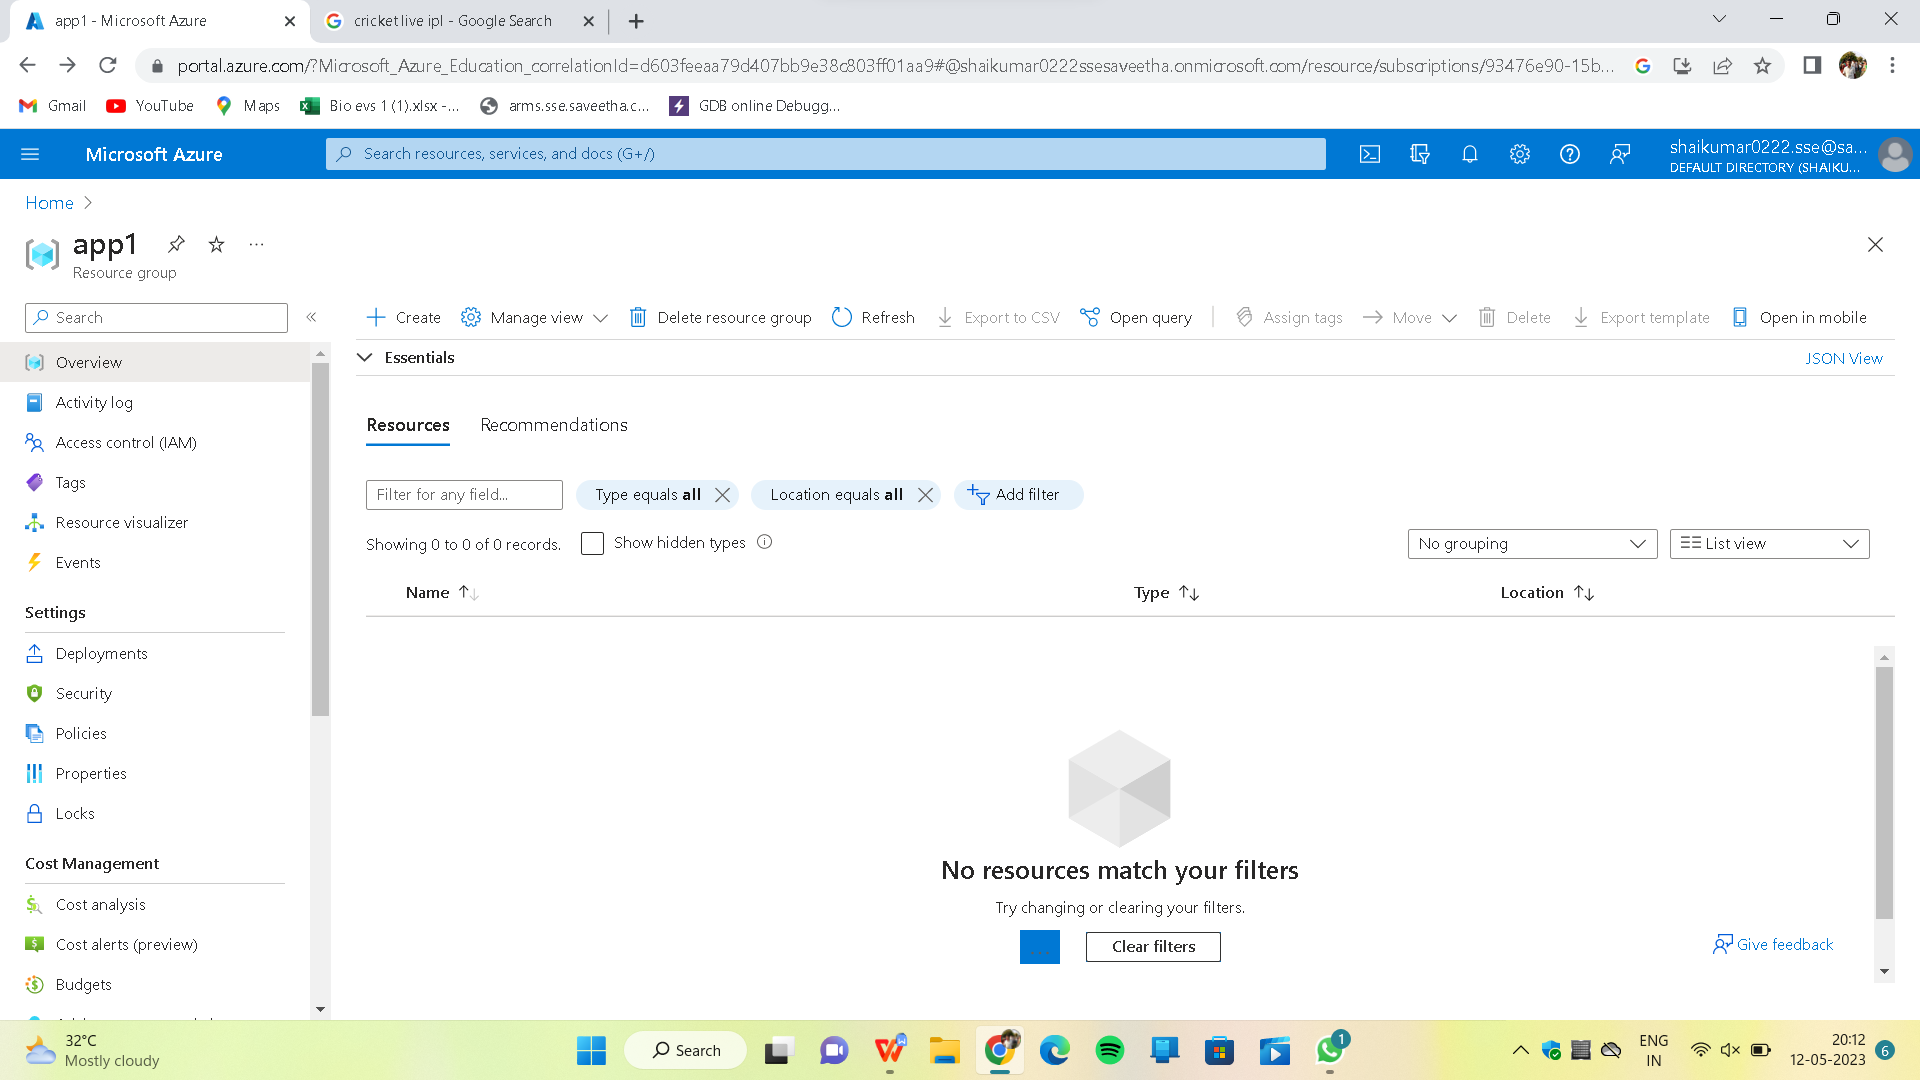 app1 - Microsoft Azure
cricket live ipl - Google Search
portal.azure.com/?Microsoft_Azure_Education_correlationId=d603feeaa79d407bb9e38c803ff01aa9#@shaikumar0222ssesaveetha.onmicrosoft.com/resource/subscriptions/93476e90-15b...
Gmail
YouTube
Maps
Bio evs 1 (1).xlsx -...
arms.sse.saveetha.c...
GDB online Debugg...
Microsoft Azure
Search resources, services, and docs (G+/)
shaikumar0222.sse@sa...
DEFAULT DIRECTORY (SHAIKU...
Home
app1
Resource group
Search
Create
Manage view
Delete resource group
Refresh
Export to CSV
Open query
Assign tags
Move
Delete
Export template
Open in mobile
Essentials
JSON View
Overview
Activity log
Access control (IAM)
Tags
Resource visualizer
Events
Settings
Deployments
Security
Policies
Properties
Locks
Cost Management
Cost analysis
Cost alerts (preview)
Budgets
Resources
Recommendations
Filter for any field...
Type equals all
Location equals all
Add filter
Showing 0 to 0 of 0 records.
Show hidden types
No grouping
List view
Name
Type
Location
No resources match your filters
Try changing or clearing your filters.
Clear filters
Give feedback
32°C
Mostly cloudy
Search
1
ENG
IN
20:12
12-05-2023
6